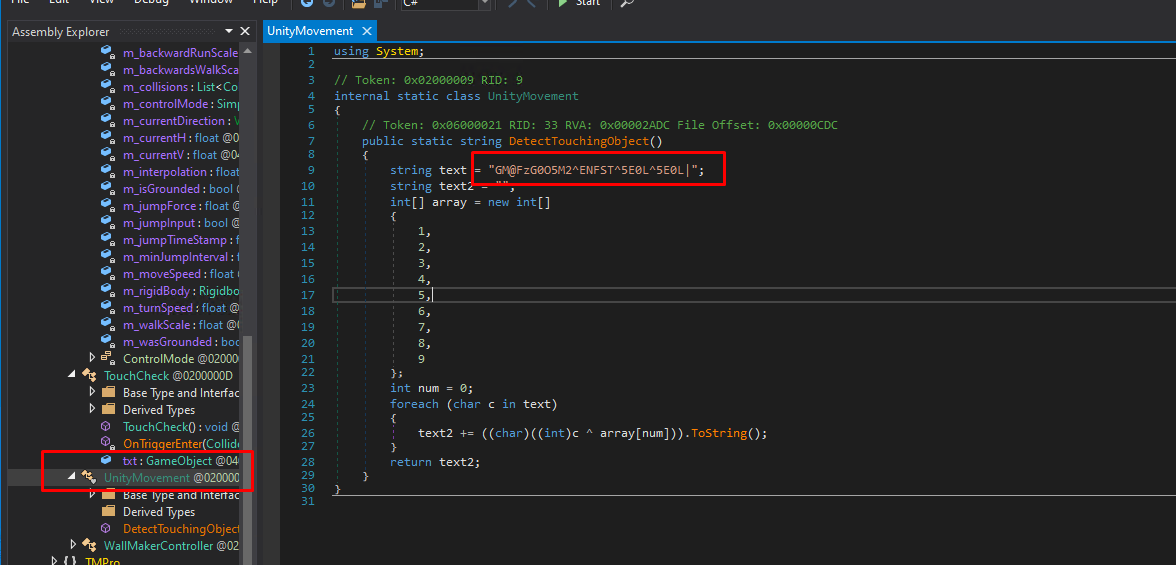 File Edit View Debug Window Help C# Start
Assembly Explorer
m_backwardRunScale
m_backwardsWalkSca
m_collisions : List<Co
m_controlMode : Simp
m_currentDirection : V
m_currentH : float @0
m_currentV : float @04
m_interpolation : float
m_isGrounded : bool @
m_jumpForce : float @
m_jumpInput : bool @
m_jumpTimeStamp : fl
m_minJumpInterval : fl
m_moveSpeed : float @
m_rigidBody : Rigidbo
m_turnSpeed : float @
m_walkScale : float @0
m_wasGrounded : boo
ControlMode @020000
TouchCheck @0200000D
Base Type and Interfac
Derived Types
TouchCheck() : void @
OnTriggerEnter(Collide
txt : GameObject @040
UnityMovement @020000
Base Type and Interfac
Derived Types
DetectTouchingObject
WallMakerController @02
{ } TMPro
UnityMovement
1 using System;
2
3 // Token: 0x02000009 RID: 9
4 internal static class UnityMovement
5 {
6 // Token: 0x06000021 RID: 33 RVA: 0x00002ADC File Offset: 0x00000CDC
7 public static string DetectTouchingObject()
8 {
9 string text = "GM@FzG0O5M2^ENFST^5E0L^5E0L|";
10 string text2 = "";
11 int[] array = new int[]
12 {
13 1,
14 2,
15 3,
16 4,
17 5,
18 6,
19 7,
20 8,
21 9
22 };
23 int num = 0;
24 foreach (char c in text)
25 {
26 text2 += ((char)((int)c ^ array[num])).ToString();
27 }
28 return text2;
29 }
30 }
31